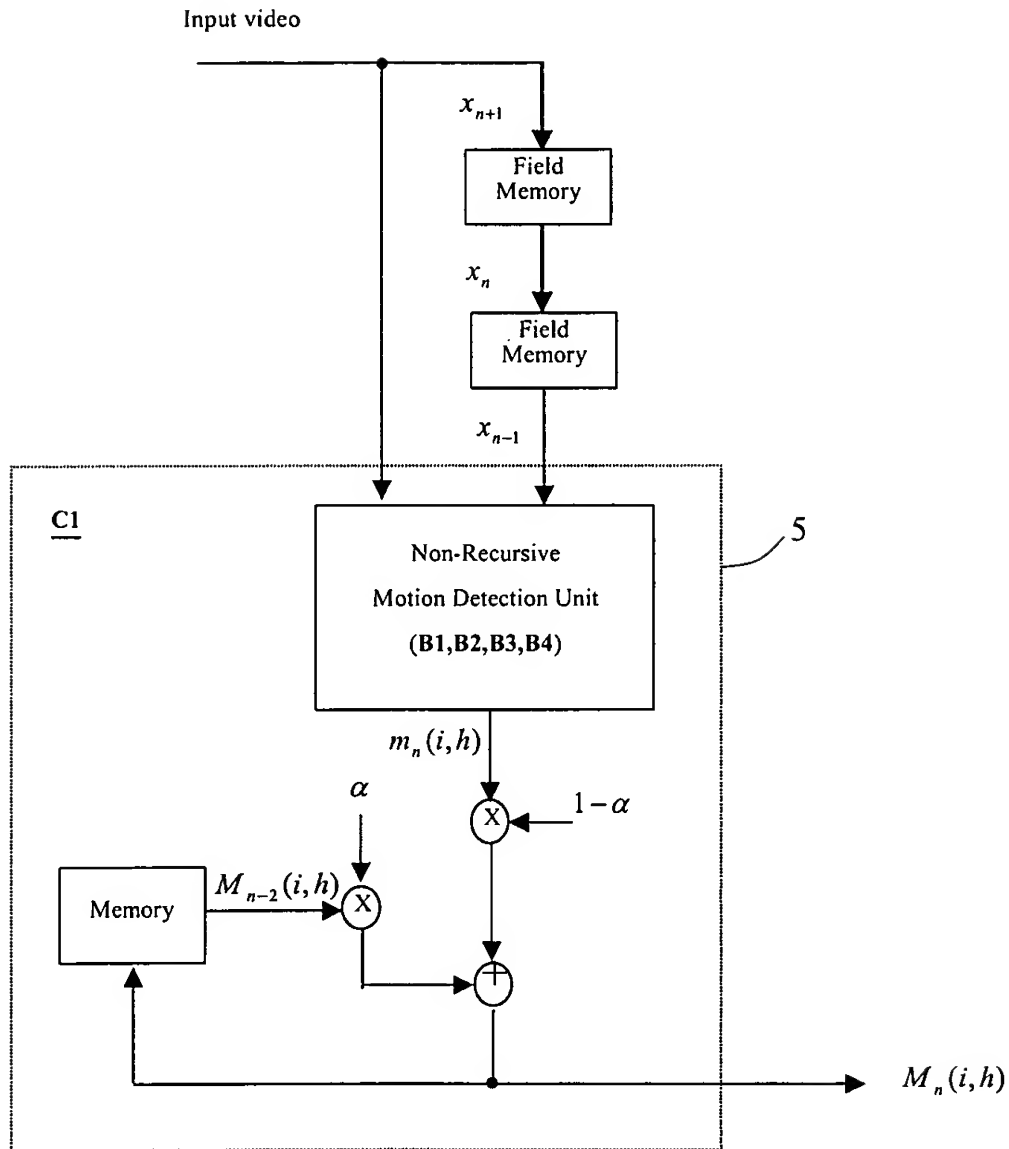 Input video
x_{n+1}
Field
Memory
x_n
Field
Memory
x_{n-1}
C1
5
Non-Recursive
Motion Detection Unit
(B1,B2,B3,B4)
m_n(i,h)
α
X
1-α
Memory
M_{n-2}(i,h)
X
+
M_n(i,h)